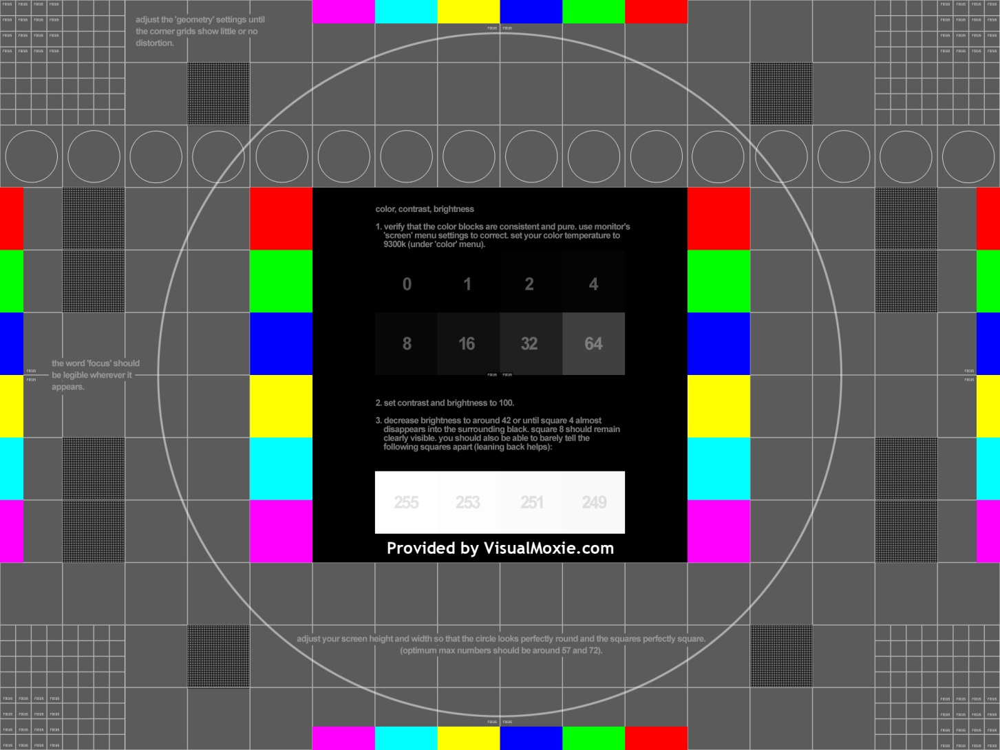 FOCUS FOCUS FOCUS FOCUS
FOCUS FOCUS FOCUS FOCUS
FOCUS FOCUS FOCUS FOCUS
FOCUS FOCUS FOCUS FOCUS
adjust the 'geometry' settings until
the corner grids show little or no
distortion.
FOCUS FOCUS
FOCUS FOCUS FOCUS FOCUS
FOCUS FOCUS FOCUS FOCUS
FOCUS FOCUS FOCUS FOCUS
FOCUS FOCUS FOCUS FOCUS
color, contrast, brightness
1. verify that the color blocks are consistent and pure. use monitor's
'screen' menu settings to correct. set your color temperature to
9300k (under 'color' menu).
0 1 2 4
8 16 32 64
FOCUS FOCUS
the word 'focus' should
be legible wherever it
appears.
FOCUS
FOCUS
FOCUS
FOCUS
2. set contrast and brightness to 100.
3. decrease brightness to around 42 or until square 4 almost
disappears into the surrounding black. square 8 should remain
clearly visible. you should also be able to barely tell the
following squares apart (leaning back helps):
255 253 251 249
Provided by VisualMoxie.com
adjust your screen height and width so that the circle looks perfectly round and the squares perfectly square.
(optimum max numbers should be around 57 and 72).
FOCUS FOCUS FOCUS FOCUS
FOCUS FOCUS FOCUS FOCUS
FOCUS FOCUS FOCUS FOCUS
FOCUS FOCUS FOCUS FOCUS
FOCUS FOCUS
FOCUS FOCUS FOCUS FOCUS
FOCUS FOCUS FOCUS FOCUS
FOCUS FOCUS FOCUS FOCUS
FOCUS FOCUS FOCUS FOCUS